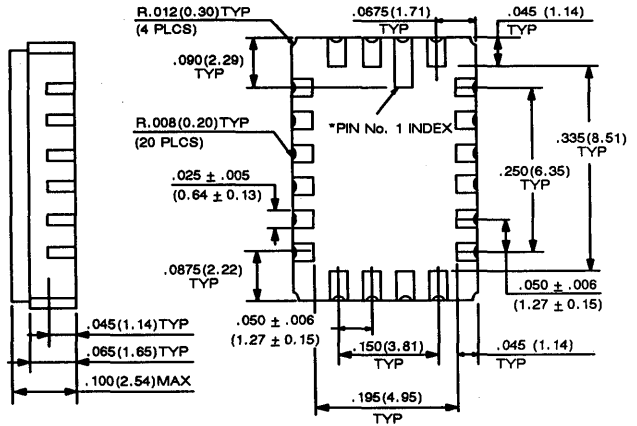 R.012(0.30)TYP
(4 PLCS)
.0675(1.71)
TYP
.045 (1.14)
.090(2.29)
TYP
*PIN No. 1 INDEX
R.008(0.20)TYP
(20 PLCS)
.335(8.51)
TYP
.250(6.35)
TYP
.025 ± .005
(0.64 ± 0.13)
.0875(2.22)
TYP
.050 ± .006
(1.27 ± 0.15)
.050 ± .006
(1.27 ± 0.15)
.045(1.14)TYP
.065(1.65)TYP
.100(2.54)MAX
.150(3.81)
TYP
.045 (1.14)
TYP
.195(4.95)
TYP